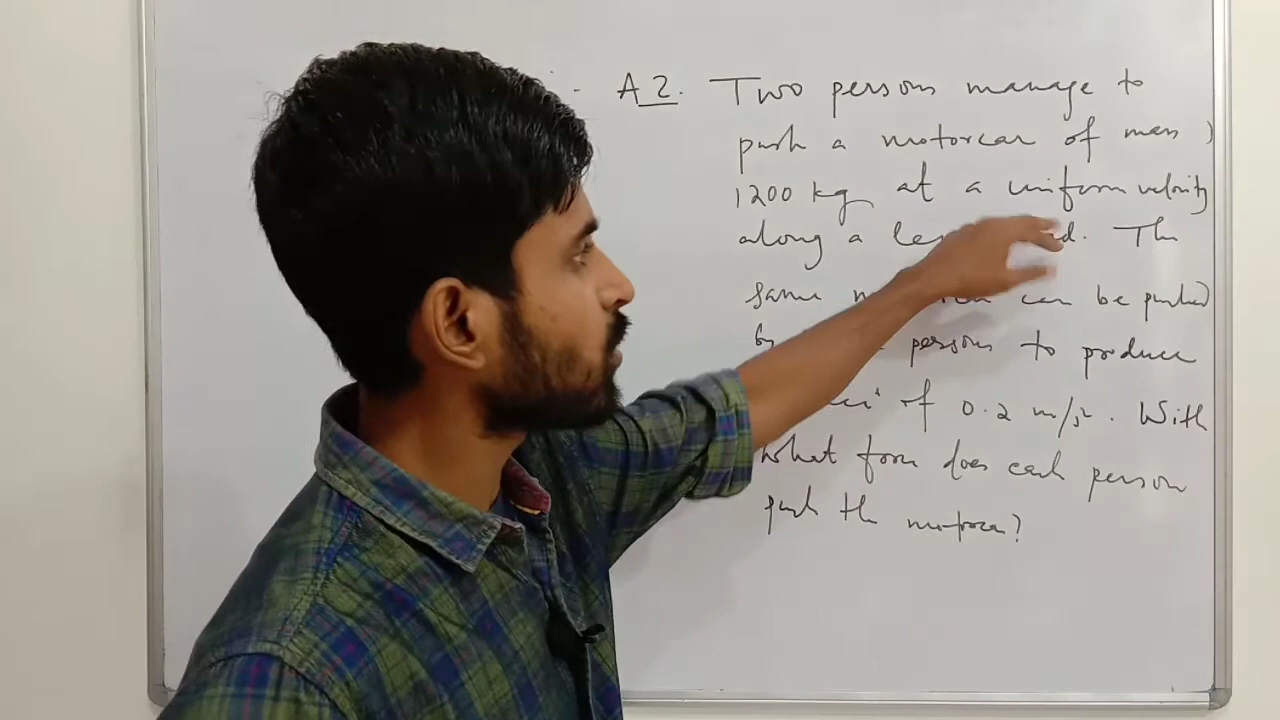 A2. Two persons manage to
push a motorcar of mass
1200 kg at a uniform velocity
along a The
same can be pushed
by persons to produce
of 0.2 m/s². With
what force does each person
push the motorcar?